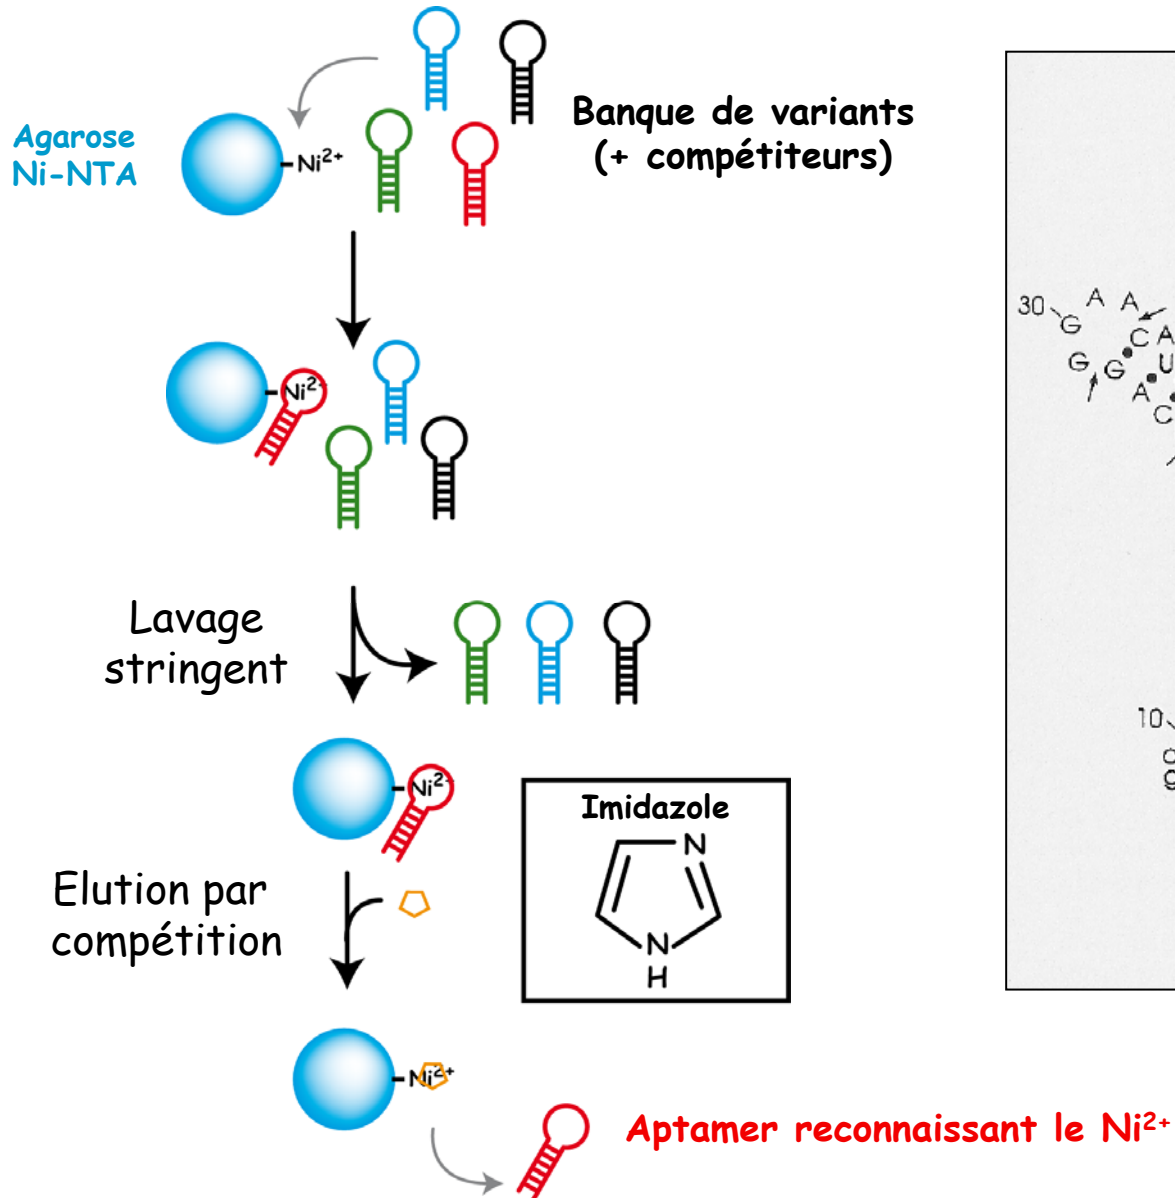 Agarose
Ni-NTA
Ni²⁺
Banque de variants
(+ compétiteurs)
Ni²⁺
Lavage
stringent
Ni²⁺
Elution par
compétition
Imidazole
N
N
H
Ni²⁺
Aptamer reconnaissant le Ni²⁺
30
A A
G C A
G G U
A
C
10
g